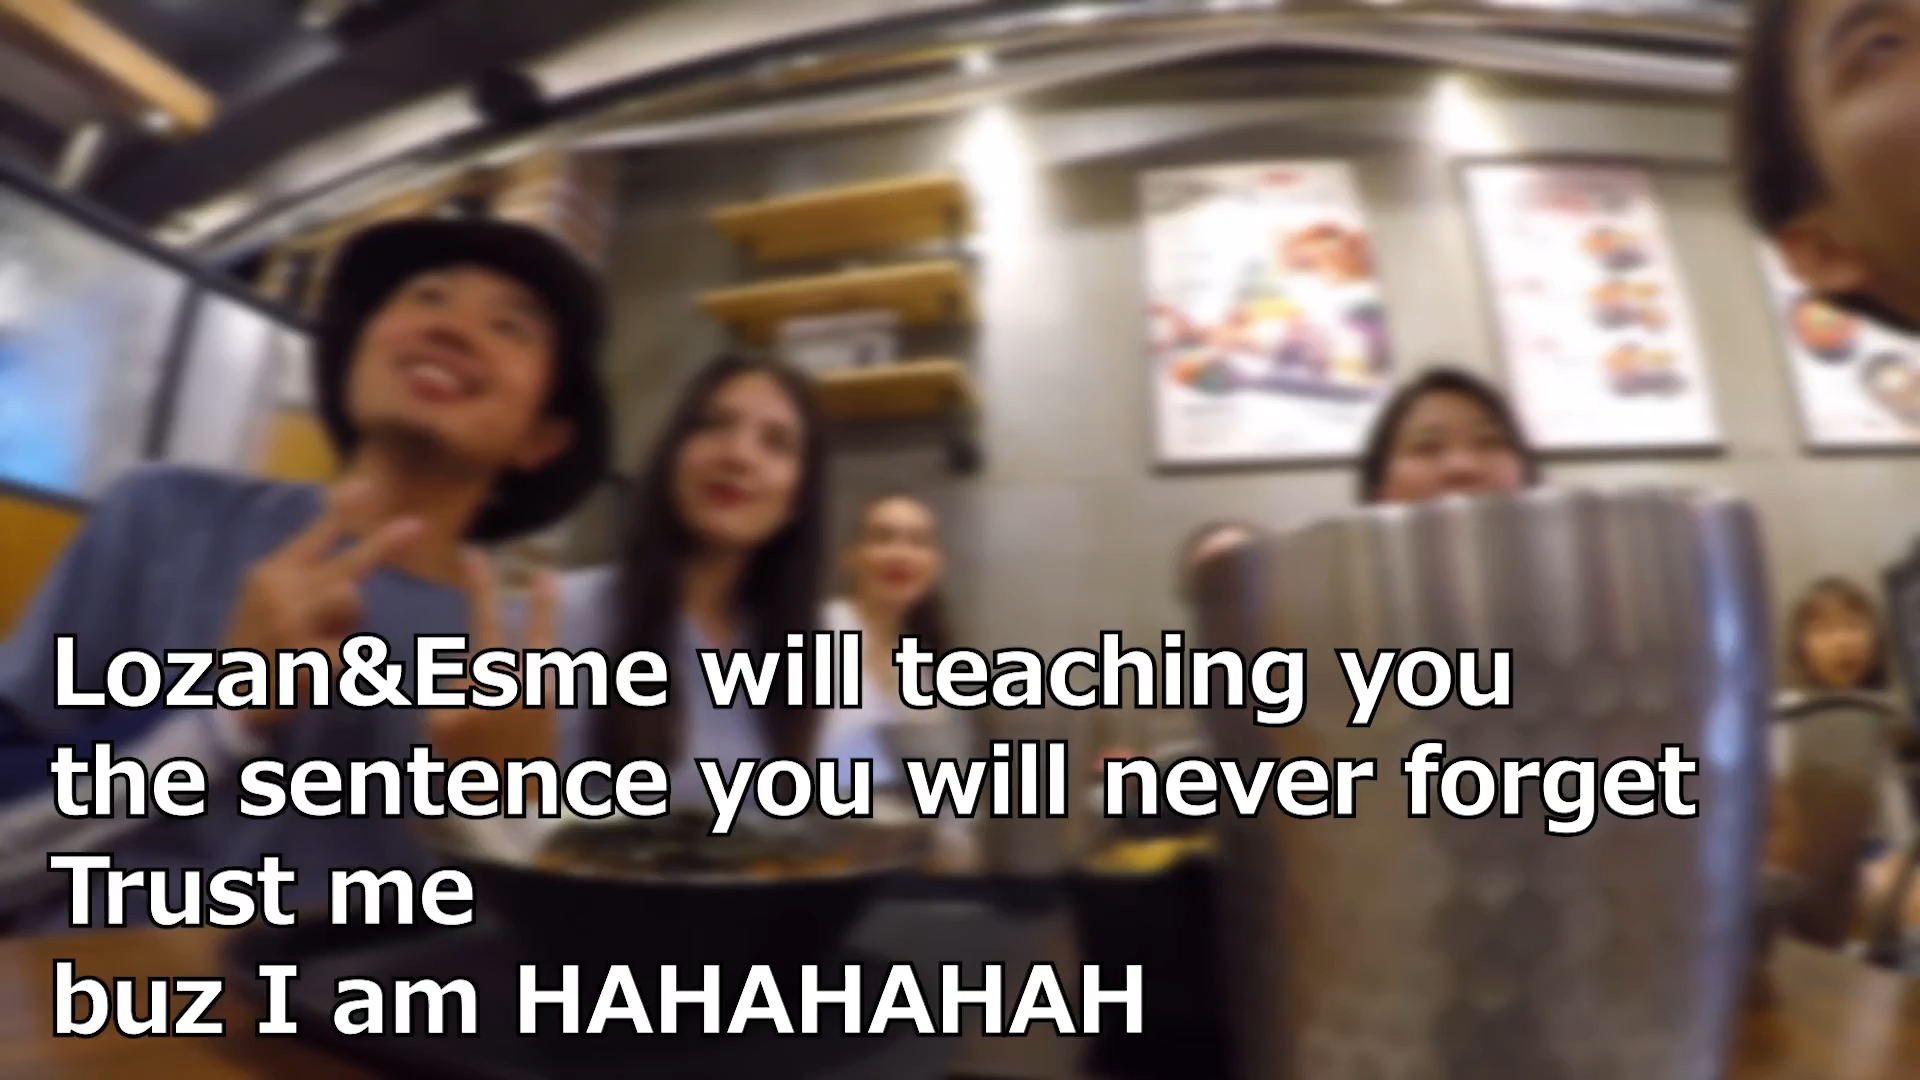 Lozan&Esme will teaching you
the sentence you will never forget
Trust me
buz I am HAHAHAHAH